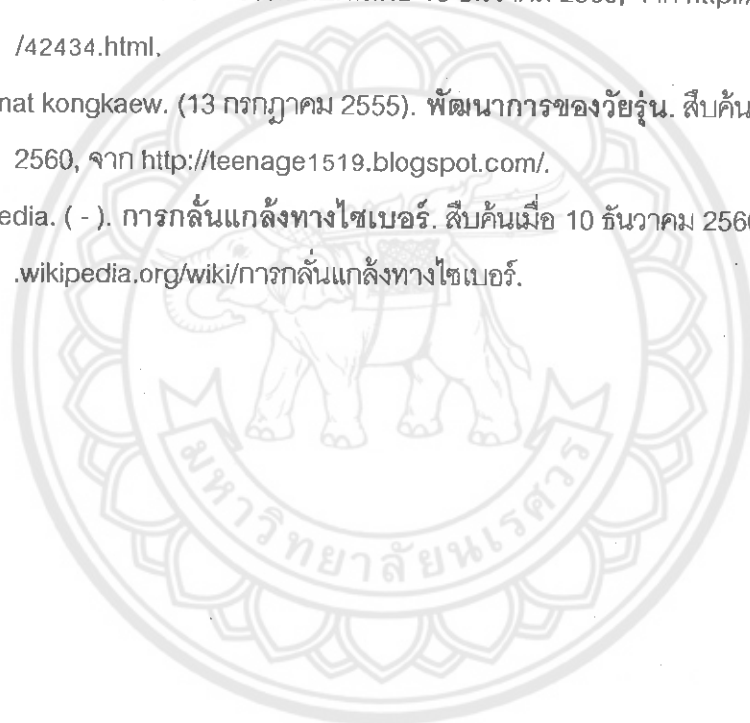 /42434.html.
nat kongkaew. (13 กรกฎาคม 2555). พัฒนาการของวัยรุ่น. สืบค้น
2560, จาก http://teenage1519.blogspot.com/.
edia. ( - ). การกลั่นแกล้งทางไซเบอร์. สืบค้นเมื่อ 10 ธันวาคม 2560
.wikipedia.org/wiki/การกลั่นแกล้งทางไซเบอร์.
มหาวิทยาลัยนเรศวร